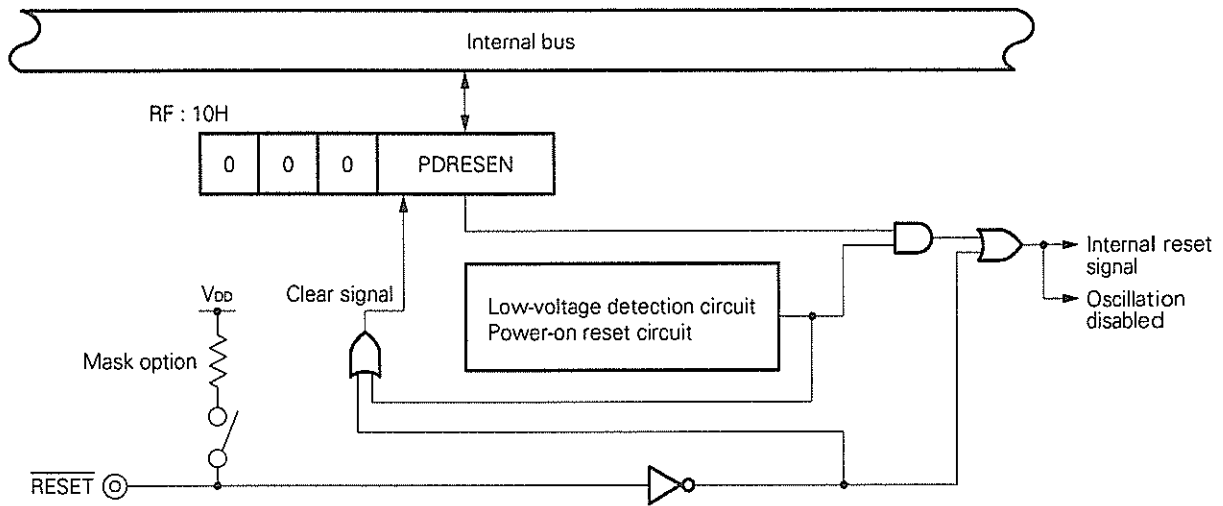 Internal bus
RF : 10H
0 0 0 PDRESEN
Internal reset
signal
Oscillation
disabled
Clear signal
Low-voltage detection circuit
Power-on reset circuit
VDD
Mask option
RESET